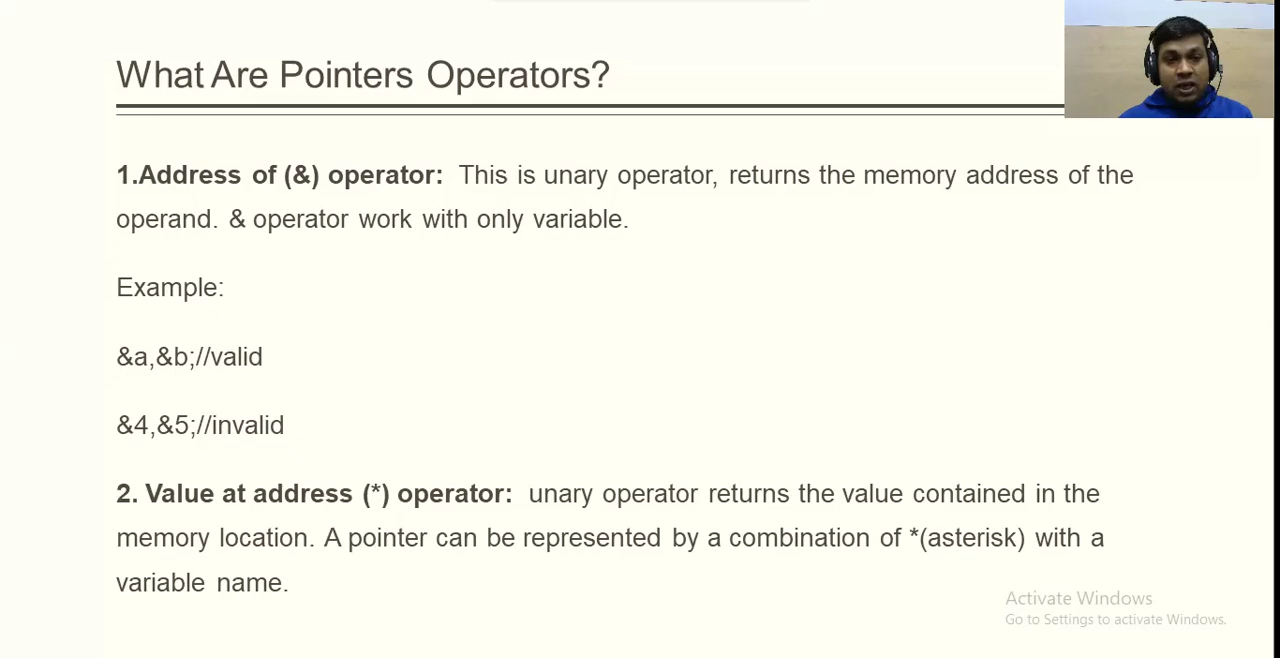 What Are Pointers Operators?
1.Address of (&) operator: This is unary operator, returns the memory address of the
operand. & operator work with only variable.
Example:
&a,&b;//valid
&4,&5;//invalid
2. Value at address (*) operator: unary operator returns the value contained in the
memory location. A pointer can be represented by a combination of *(asterisk) with a
variable name.
Activate Windows
Go to Settings to activate Windows.